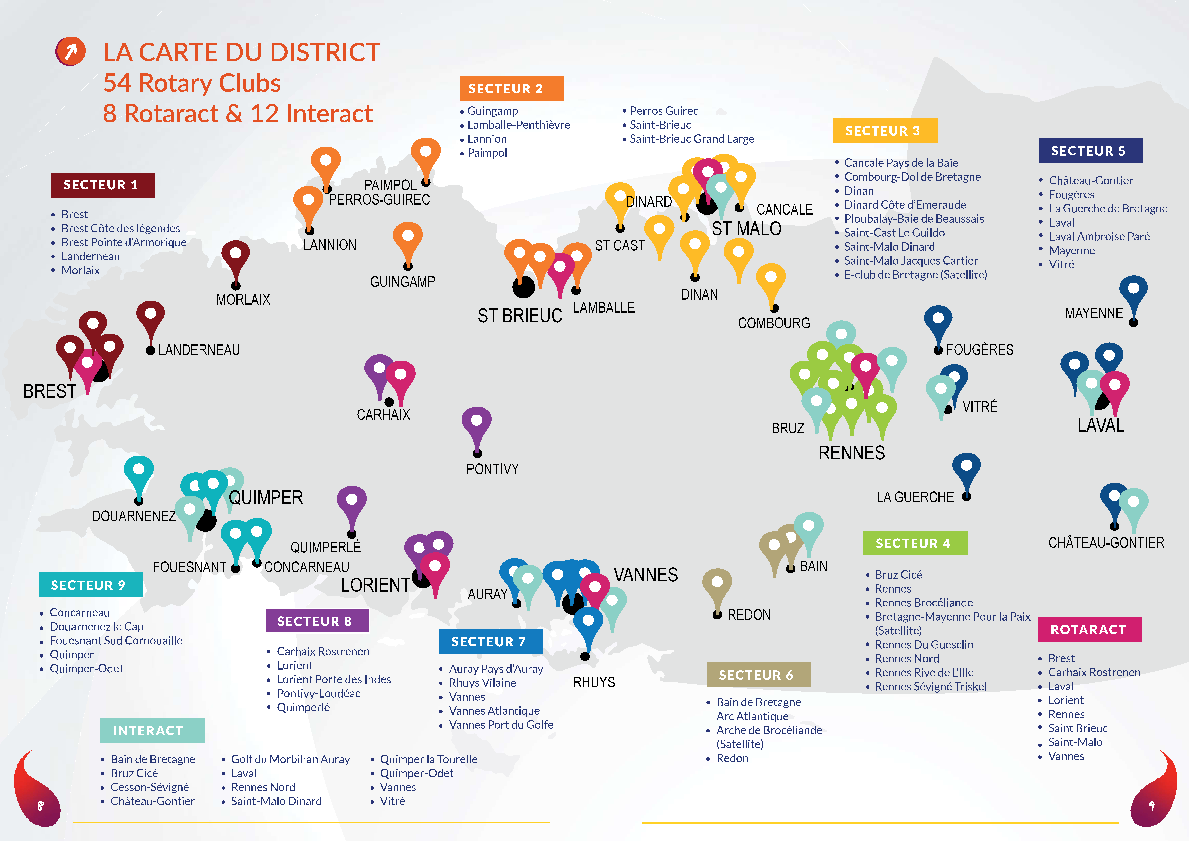 LA CARTE DU DISTRICT
54 Rotary Clubs
8 Rotaract & 12 Interact
SECTEUR 1
• Brest
• Brest Côte des légendes
• Brest Pointe d'Armorique
• Landerneau
• Morlaix
SECTEUR 2
• Guingamp
• Lamballe-Penthièvre
• Lannion
• Paimpol
• Perros Guirec
• Saint-Brieuc
• Saint-Brieuc Grand Large
SECTEUR 3
• Cancale Pays de la Baie
• Combourg-Dol de Bretagne
• Dinan
• Dinard Côte d'Emeraude
• Ploubalay-Baie de Beaussais
• Saint-Cast Le Guildo
• Saint-Malo Dinard
• Saint-Malo Jacques Cartier
• E-club de Bretagne (Satellite)
SECTEUR 5
• Château-Gontier
• Fougères
• La Guerche de Bretagne
• Laval
• Laval Ambroise Paré
• Mayenne
• Vitré
PAIMPOL
PERROS-GUIREC
LANNION
GUINGAMP
MORLAIX
LANDERNEAU
BREST
ST BRIEUC
LAMBALLE
ST CAST
DINARD
ST MALO
CANCALE
DINAN
COMBOURG
MAYENNE
FOUGÈRES
VITRÉ
LAVAL
CARHAIX
PONTIVY
BRUZ
RENNES
LA GUERCHE
CHÂTEAU-GONTIER
DOUARNENEZ
QUIMPER
FOUESNANT
CONCARNEAU
QUIMPERLÉ
LORIENT
AURAY
VANNES
RHUYS
REDON
BAIN
SECTEUR 9
• Concarneau
• Douarnenez le Cap
• Fouesnant Sud Cornouaille
• Quimper
• Quimper-Odet
SECTEUR 8
• Carhaix Rostrenen
• Lorient
• Lorient Porte des Indes
• Pontivy-Loudéac
• Quimperlé
SECTEUR 7
• Auray Pays d'Auray
• Rhuys Vilaine
• Vannes
• Vannes Atlantique
• Vannes Port du Golfe
SECTEUR 6
• Bain de Bretagne
Arc Atlantique
• Arche de Brocéliande
(Satellite)
• Redon
SECTEUR 4
• Bruz Cicé
• Rennes
• Rennes Brocéliance
• Bretagne-Mayenne Pour la Paix
(Satellite)
• Rennes Du Guesclin
• Rennes Nord
• Rennes Rive de L'Ille
• Rennes Sévigné Triskel
ROTARACT
• Brest
• Carhaix Rostrenen
• Laval
• Lorient
• Rennes
• Saint Brieuc
• Saint-Malo
• Vannes
INTERACT
• Bain de Bretagne
• Bruz Cicé
• Cesson-Sévigné
• Château-Gontier
• Golf du Morbihan Auray
• Laval
• Rennes Nord
• Saint-Malo Dinard
• Quimper la Tourelle
• Quimper-Odet
• Vannes
• Vitré
8
9